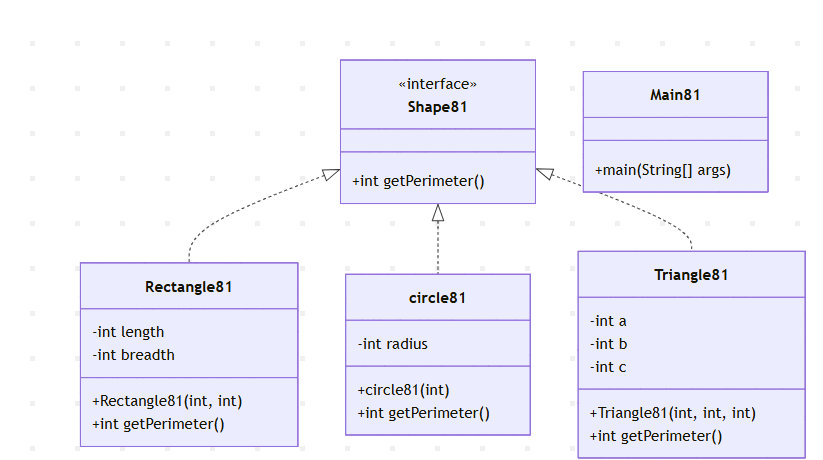 «interface»
Shape81
+int getPerimeter()
Main81
+main(String[] args)
Rectangle81
-int length
-int breadth
+Rectangle81(int, int)
+int getPerimeter()
circle81
-int radius
+circle81(int)
+int getPerimeter()
Triangle81
-int a
-int b
-int c
+Triangle81(int, int, int)
+int getPerimeter()